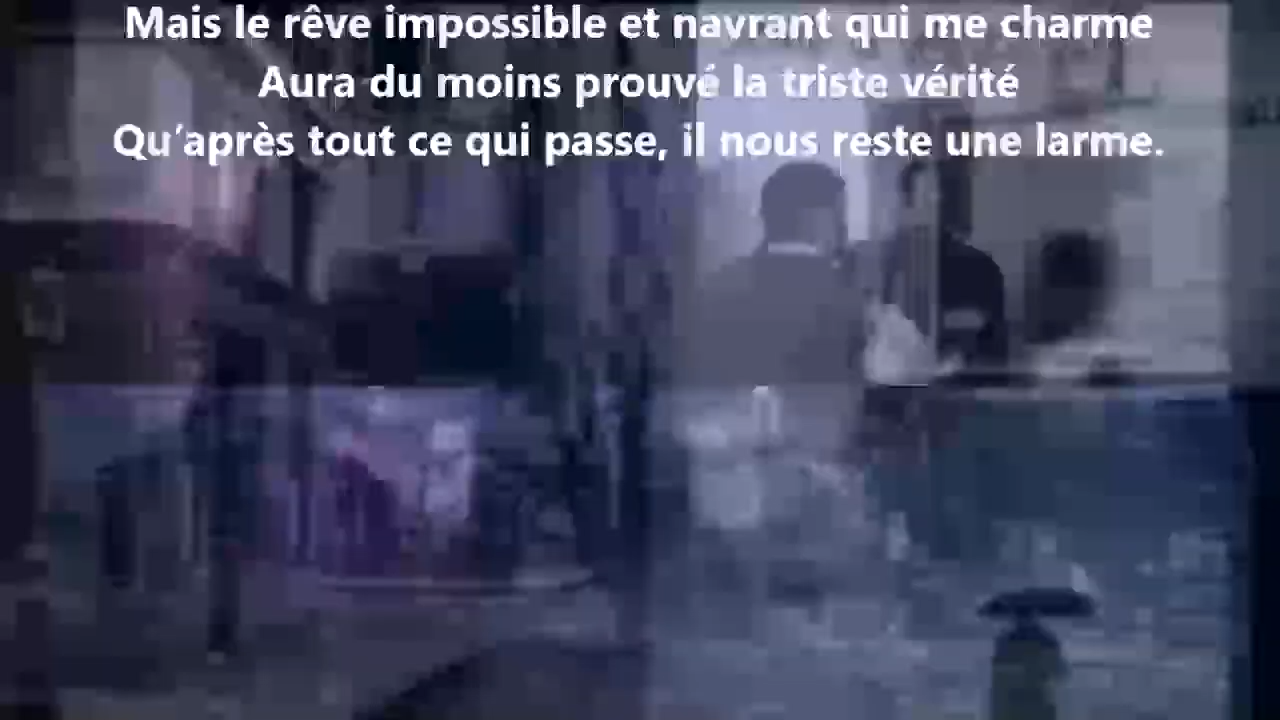 Mais le rêve impossible et navrant qui me charme
Aura du moins prouvé la triste vérité
Qu’après tout ce qui passe, il nous reste une larme.